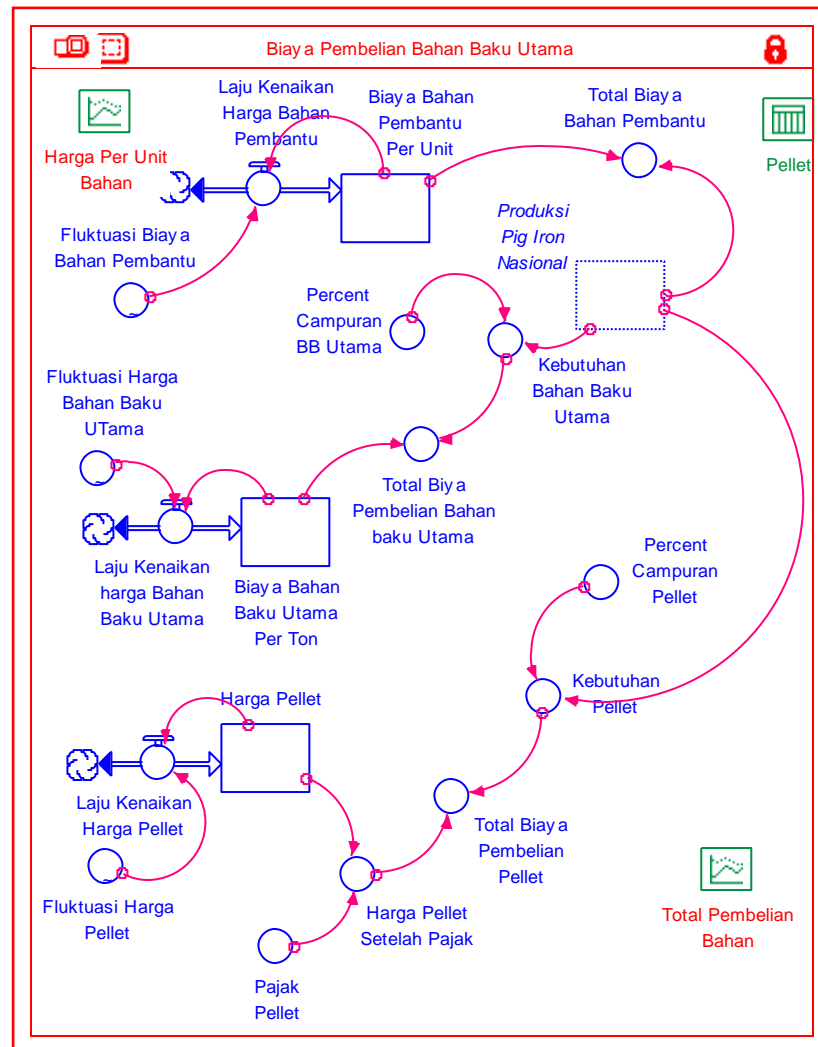 Biaya Pembelian Bahan Baku Utama
Laju Kenaikan
Harga Bahan
Pembantu
Biaya Bahan
Pembantu
Per Unit
Total Biaya
Bahan Pembantu
Harga Per Unit
Bahan
Pellet
Fluktuasi Biaya
Bahan Pembantu
Produksi
Pig Iron
Nasional
Percent
Campuran
BB Utama
Kebutuhan
Bahan Baku
Utama
Fluktuasi Harga
Bahan Baku
UTama
Total Biya
Pembelian Bahan
baku Utama
Laju Kenaikan
harga Bahan
Baku Utama
Biaya Bahan
Baku Utama
Per Ton
Percent
Campuran
Pellet
Kebutuhan
Pellet
Harga Pellet
Laju Kenaikan
Harga Pellet
Total Biaya
Pembelian
Pellet
Fluktuasi Harga
Pellet
Harga Pellet
Setelah Pajak
Total Pembelian
Bahan
Pajak
Pellet